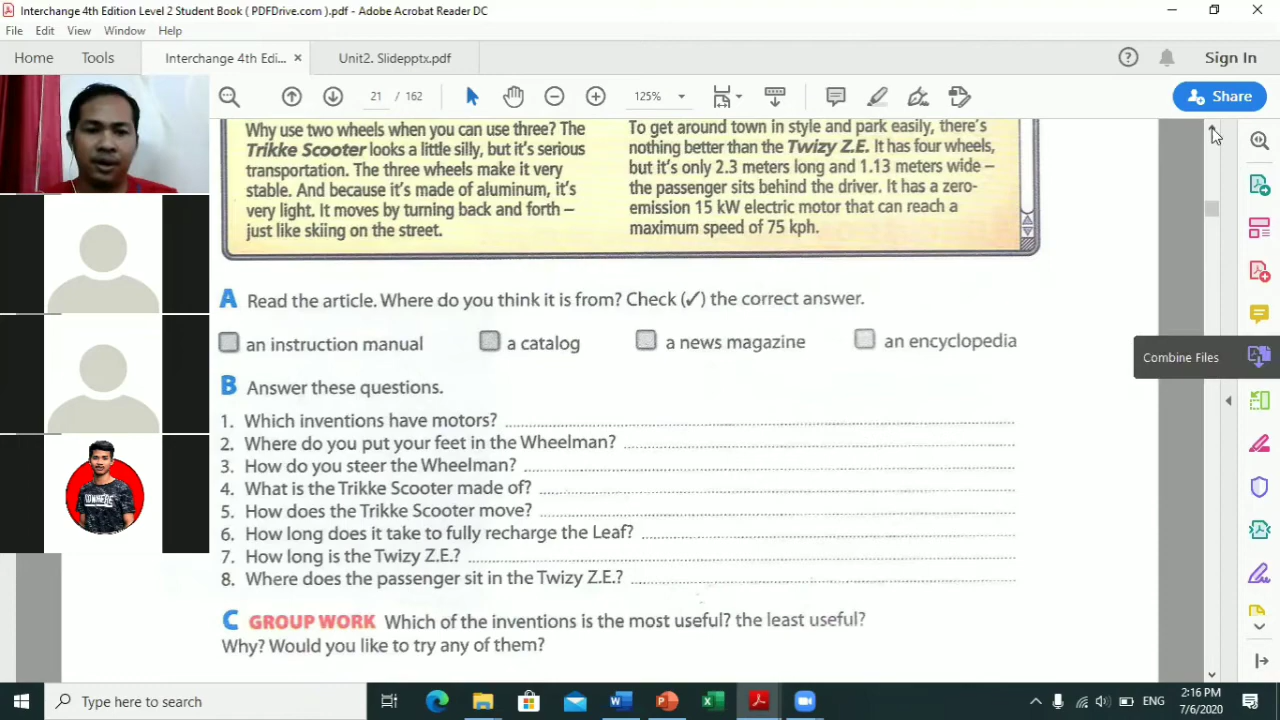 Interchange 4th Edition Level 2 Student Book ( PDFDrive.com ).pdf - Adobe Acrobat Reader DC
File Edit View Window Help
Home Tools Interchange 4th Edi... × Unit2. Slidepptx.pdf Sign In
21 / 162 125% Share
Why use two wheels when you can use three? The
Trikke Scooter looks a little silly, but it's serious
transportation. The three wheels make it very
stable. And because it's made of aluminum, it's
very light. It moves by turning back and forth –
just like skiing on the street.
To get around town in style and park easily, there's
nothing better than the Twizy Z.E. It has four wheels,
but it's only 2.3 meters long and 1.13 meters wide –
the passenger sits behind the driver. It has a zero-
emission 15 kW electric motor that can reach a
maximum speed of 75 kph.
A Read the article. Where do you think it is from? Check (✓) the correct answer.
an instruction manual a catalog a news magazine an encyclopedia
Combine Files
B Answer these questions.
1. Which inventions have motors?
2. Where do you put your feet in the Wheelman?
3. How do you steer the Wheelman?
4. What is the Trikke Scooter made of?
5. How does the Trikke Scooter move?
6. How long does it take to fully recharge the Leaf?
7. How long is the Twizy Z.E.?
8. Where does the passenger sit in the Twizy Z.E.?
C GROUP WORK Which of the inventions is the most useful? the least useful?
Why? Would you like to try any of them?
Type here to search
ENG
2:16 PM
7/6/2020